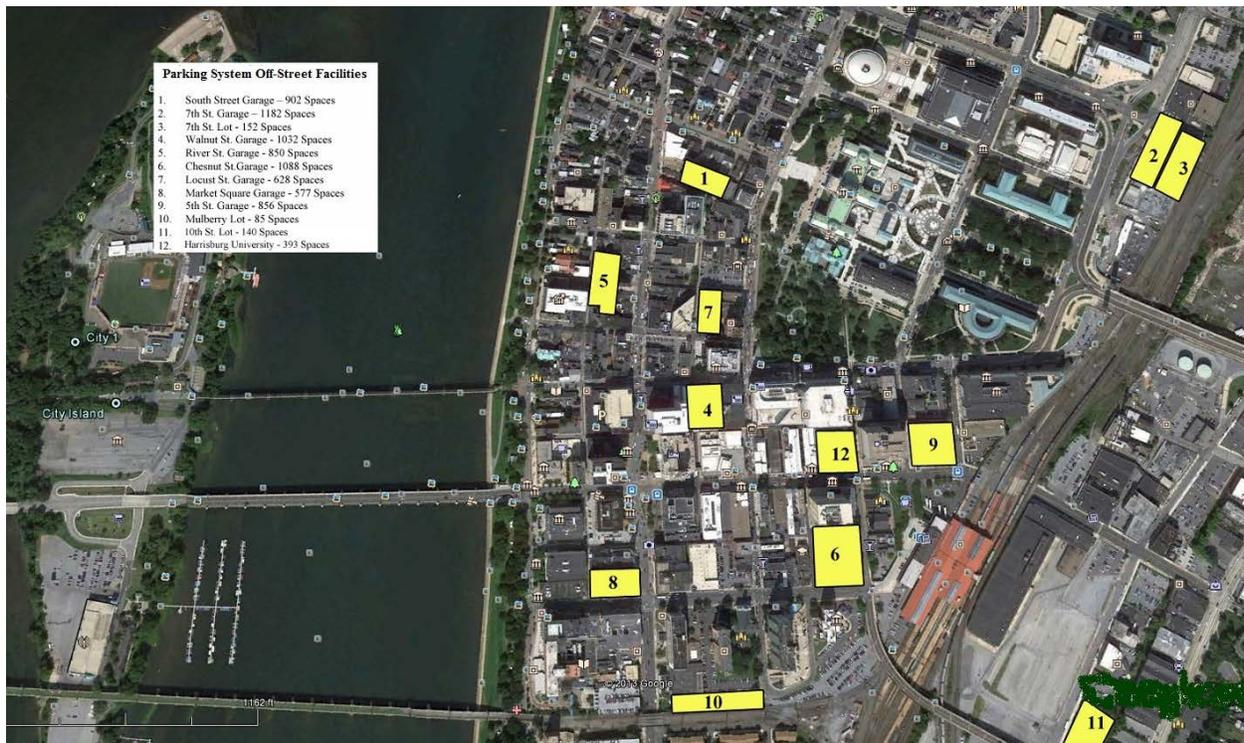 Parking System Off-Street Facilities
1. South Street Garage – 902 Spaces
2. 7th St. Garage – 1182 Spaces
3. 7th St. Lot - 152 Spaces
4. Walnut St. Garage - 1032 Spaces
5. River St. Garage - 850 Spaces
6. Chesnut St.Garage - 1088 Spaces
7. Locust St. Garage - 628 Spaces
8. Market Square Garage - 577 Spaces
9. 5th St. Garage - 856 Spaces
10. Mulberry Lot - 85 Spaces
11. 10th St. Lot - 140 Spaces
12. Harrisburg University - 393 Spaces
1
2
3
5
7
City 1
City Island
4
12
9
6
8
© 2013 Google
1162 ft
10
11